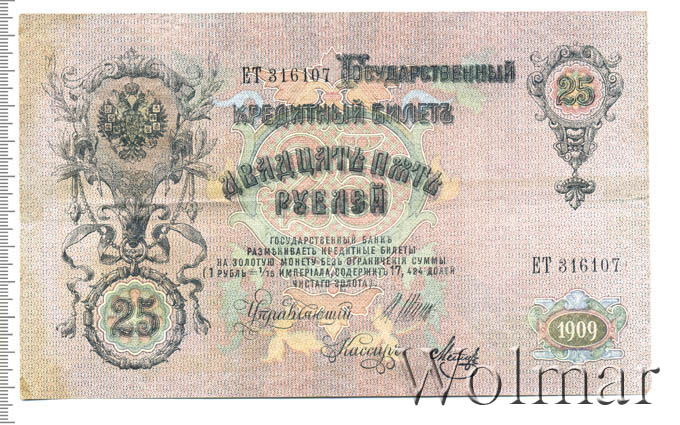 ЕТ 316107 ГОСУДАРСТВЕННЫЙ
25
КРЕДИТНЫЙ БИЛЕТЪ
ДВАДЦАТЬ ПЯТЬ
РУБЛЕЙ
ГОСУДАРСТВЕННЫЙ БАНКЪ
РАЗМѢНИВАЕТЪ КРЕДИТНЫЕ БИЛЕТЫ
НА ЗОЛОТУЮ МОНЕТУ БЕЗЪ ОГРАНИЧЕНІЯ СУММЫ
(1 РУБЛЬ = 1/15 ИМПЕРІАЛА, СОДЕРЖИТЪ 17,424 ДОЛЕЙ
ЧИСТАГО ЗОЛОТА).
ЕТ 316107
25
Управляющій
1909
Кассиръ
Wolmar